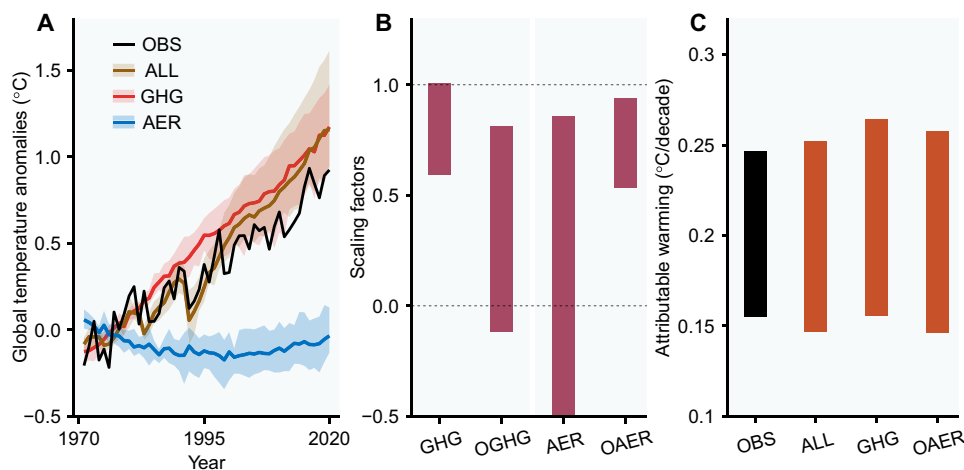 A
Global temperature anomalies (°C)
1.5
1.0
0.5
0.0
−0.5
OBS
ALL
GHG
AER
1970
1995
2020
Year
B
Scaling factors
1.0
0.5
0.0
−0.5
GHG
OGHG
AER
OAER
C
Attributable warming (°C/decade)
0.3
0.25
0.2
0.15
0.1
OBS
ALL
GHG
OAER